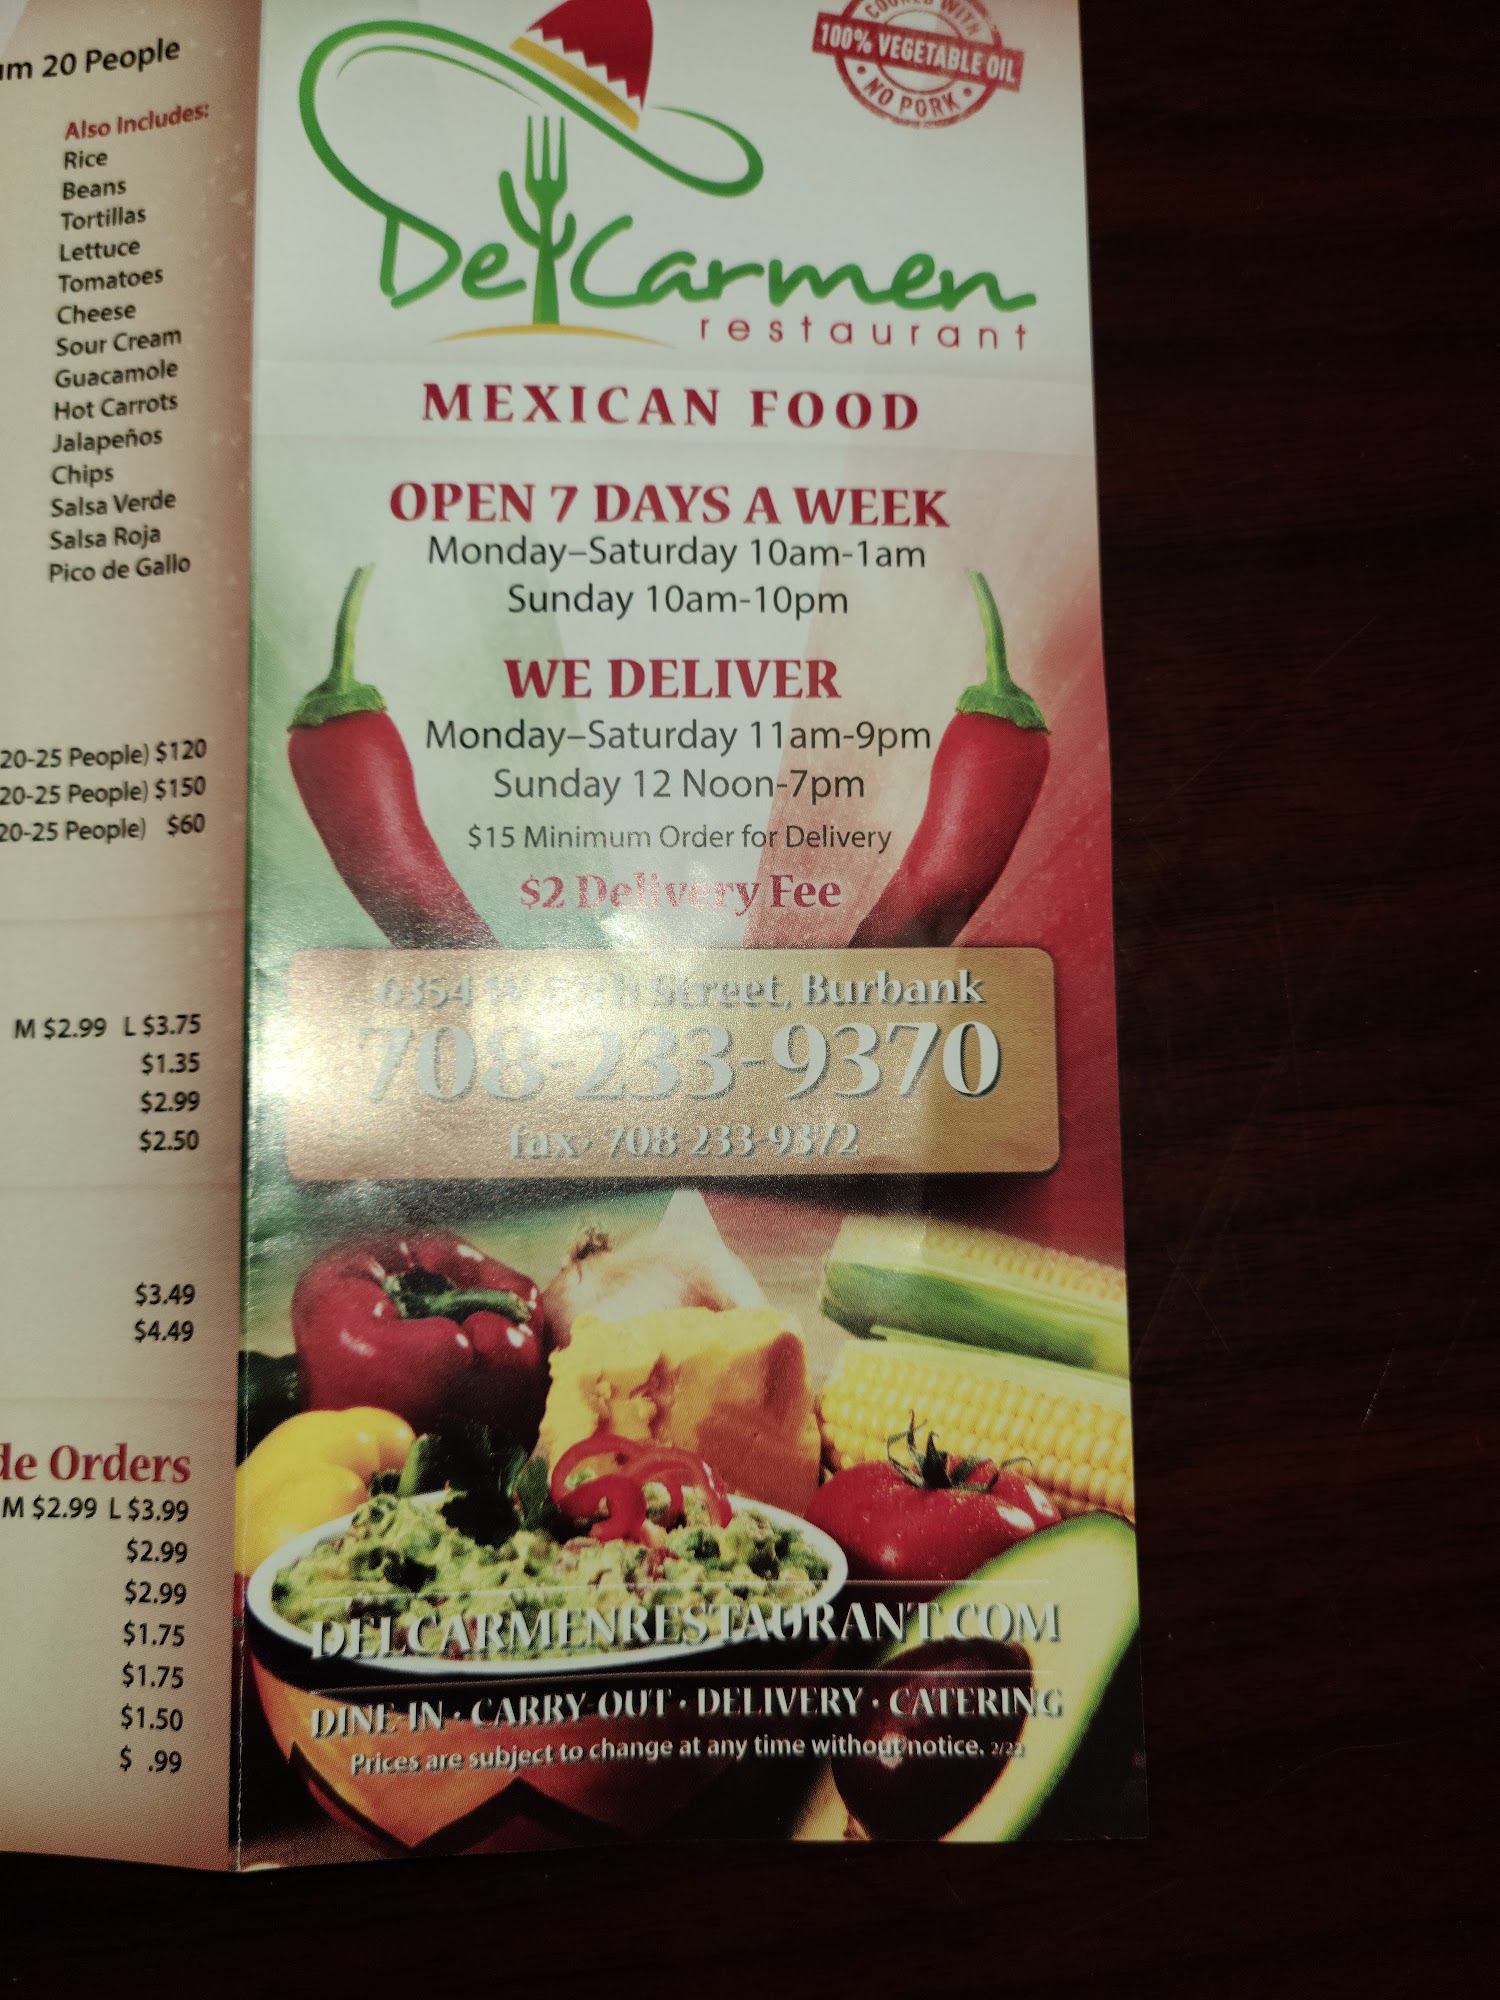 um 20 People
Also Includes:
Rice
Beans
Tortillas
Lettuce
Tomatoes
Cheese
Sour Cream
Guacamole
Hot Carrots
Jalapeños
Chips
Salsa Verde
Salsa Roja
Pico de Gallo
20-25 People) $120
20-25 People) $150
20-25 People) $60
M $2.99 L $3.75
$1.35
$2.99
$2.50
$3.49
$4.49
de Orders
M $2.99 L $3.99
$2.99
$2.99
$1.75
$1.75
$1.50
$ .99
COOKED WITH
100% VEGETABLE OIL
• NO PORK •
Del Carmen
restaurant
MEXICAN FOOD
OPEN 7 DAYS A WEEK
Monday–Saturday 10am-1am
Sunday 10am-10pm
WE DELIVER
Monday–Saturday 11am-9pm
Sunday 12 Noon-7pm
$15 Minimum Order for Delivery
$2 Delivery Fee
6354 W Street, Burbank
708-233-9370
fax 708-233-9372
DELCARMENRESTAURANT.COM
DINE-IN • CARRY-OUT • DELIVERY • CATERING
Prices are subject to change at any time without notice. 2/22